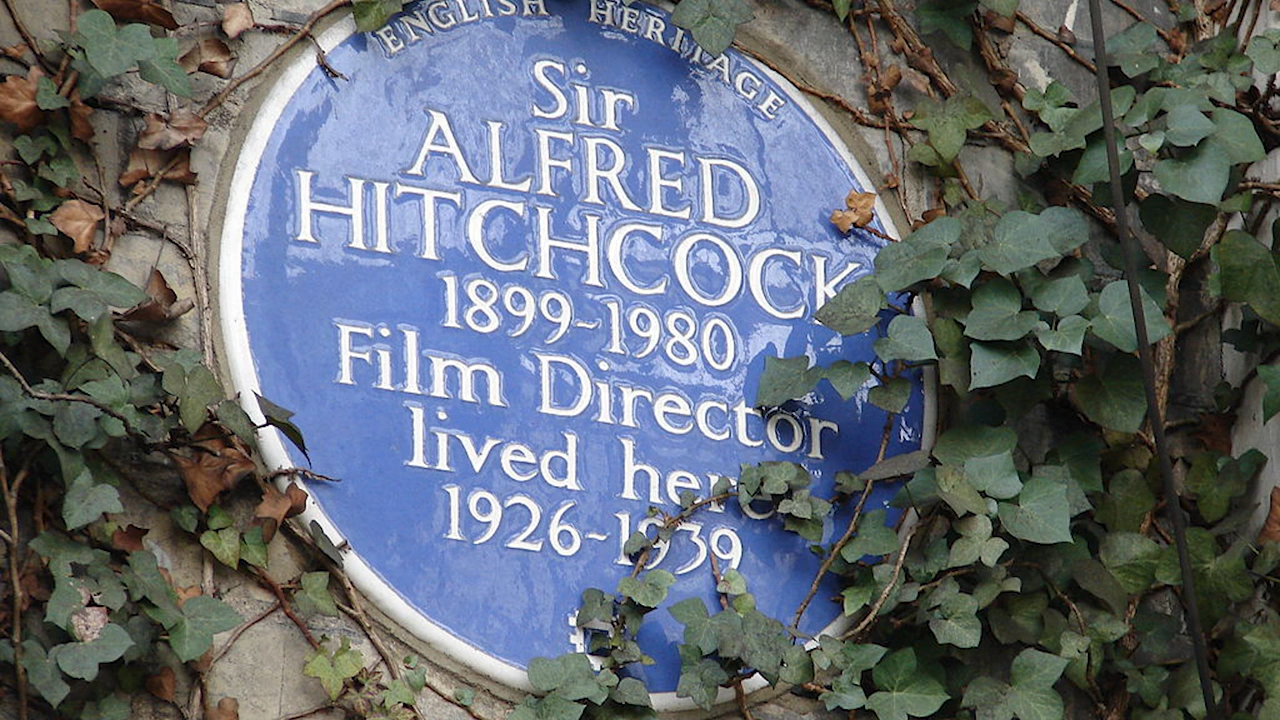 ENGLISH HERITAGE
Sir
ALFRED
HITCHCOCK
1899-1980
Film Director
lived here
1926-1939